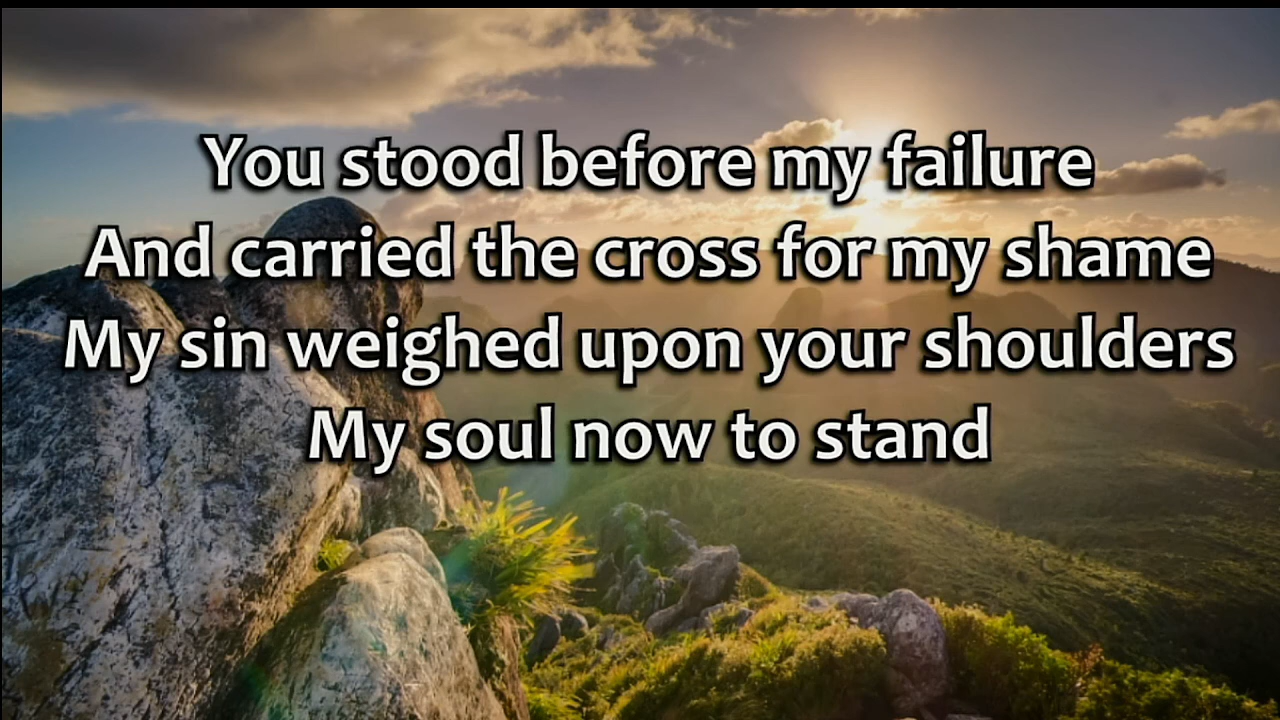 You stood before my failure
And carried the cross for my shame
My sin weighed upon your shoulders
My soul now to stand